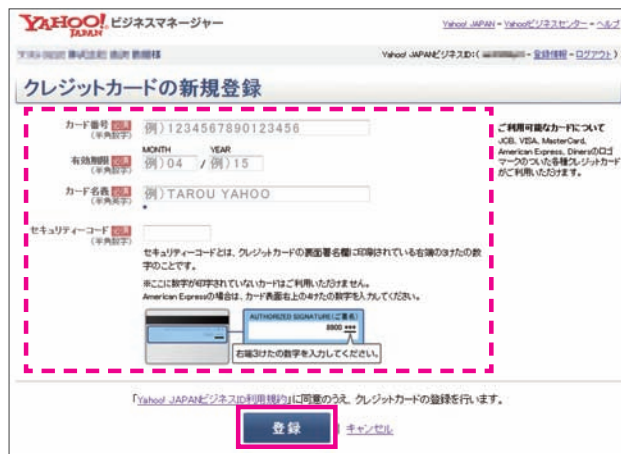 YAHOO! JAPAN ビジネスマネージャー
Yahoo! JAPAN - Yahoo!ビジネスセンター - ヘルプ
Yahoo! JAPANビジネスID:( - 登録情報 - ログアウト )
クレジットカードの新規登録
カード番号 必須
(半角数字)
例)1234567890123456
有効期限 必須
(半角数字)
MONTH YEAR
例)04 / 例)15
カード名義 必須
(半角英字)
例)TAROU YAHOO
*
セキュリティーコード 必須
(半角数字)
セキュリティーコードとは、クレジットカードの裏面署名欄に印刷されている右端の3けたの数
字のことです。
※ここに数字が印字されていないカードはご利用いただけません。
American Expressの場合は、カード表面右上の4けたの数字を入力してください。
AUTHORIZED SIGNATURE(ご署名)
8800 ***
右端3けたの数字を入力してください。
ご利用可能なカードについて
JCB、VISA、MasterCard、
American Express、Dinersのロゴ
マークのついた各種クレジットカード
がご利用いただけます。
「Yahoo! JAPANビジネスID利用規約」に同意のうえ、クレジットカードの登録を行います。
登録 | キャンセル